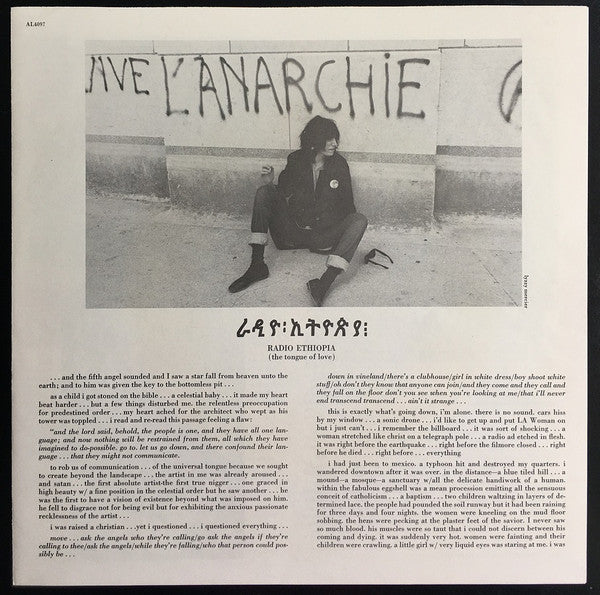 AL4097
AVE L'ANARCHiE
mercier
ራዲዮ፡ኢትዮጵያ፡
RADIO ETHIOPIA
(the tongue of love)
. . . and the fifth angel sounded and I saw a star fall from heaven unto the
earth; and to him was given the key to the bottomless pit . . .
as a child i got stoned on the bible . . . a celestial baby . . . it made my heart
beat harder . . . but a few things disturbed me. the relentless preoccupation
for predestined order . . . my heart ached for the architect who wept as his
tower was toppled . . . i read and re-read this passage feeling a flaw:
"and the lord said, behold, the people is one, and they have all one lan-
guage; and now nothing will be restrained from them, all which they have
imagined to do-possible. go to. let us go down, and there confound their lan-
guage . . . that they might not communicate.
to rob us of communication . . . of the universal tongue because we sought
to create beyond the landscape . . . the artist in me was already aroused . . .
and satan . . . the first absolute artist-the first true nigger . . . one graced in
high beauty w/ a fine position in the celestial order but he saw another . . . he
was the first to have a vision of existence beyond what was imposed on him.
he fell to disgrace not for being evil but for exhibiting the anxious passionate
recklessness of the artist . . .
i was raised a christian . . . yet i questioned . . . i questioned everything . . .
move . . . ask the angels who they're calling/go ask the angels if they're
calling to thee/ask the angels/while they're falling/who that person could pos-
sibly be . . .
down in vineland/there's a clubhouse/girl in white dress/boy shoot white
stuff/oh don't they know that anyone can join/and they come and they call and
they fall on the floor don't you see when you're looking at me/that i'll never
end transcend transcend . . . ain't it strange . . .
this is exactly what's going down, i'm alone. there is no sound. cars hiss
by my window . . . a sonic drone . . . i'd like to get up and put LA Woman on
but i just can't . . . i remember the billboard . . . it was sort of shocking . . . a
woman stretched like christ on a telegraph pole . . . a radio etched in flesh.
it was right before the earthquake . . . right before the filmore closed . . . right
before he died . . . right before . . . everything
i had just been to mexico. a typhoon hit and destroyed my quarters. i
wandered downtown after it was over. in the distance–a blue tiled hill . . . a
mound–a mosque–a sanctuary w/all the delicate handiwork of a human.
within the fabulous eggshell was a mean procession emitting all the sensuous
conceit of catholicism . . . a baptism . . . two children waltzing in layers of de-
termined lace. the people had pounded the soil runway but it had been raining
for three days and four nights. the women were kneeling on the mud floor
sobbing. the hens were pecking at the plaster feet of the savior. I never saw
so much blood. his muscles were so taut that i could not discern between his
coming and dying. it was suddenly very hot. women were fainting and their
children were crawling. a little girl w/ very liquid eyes was staring at me. i was